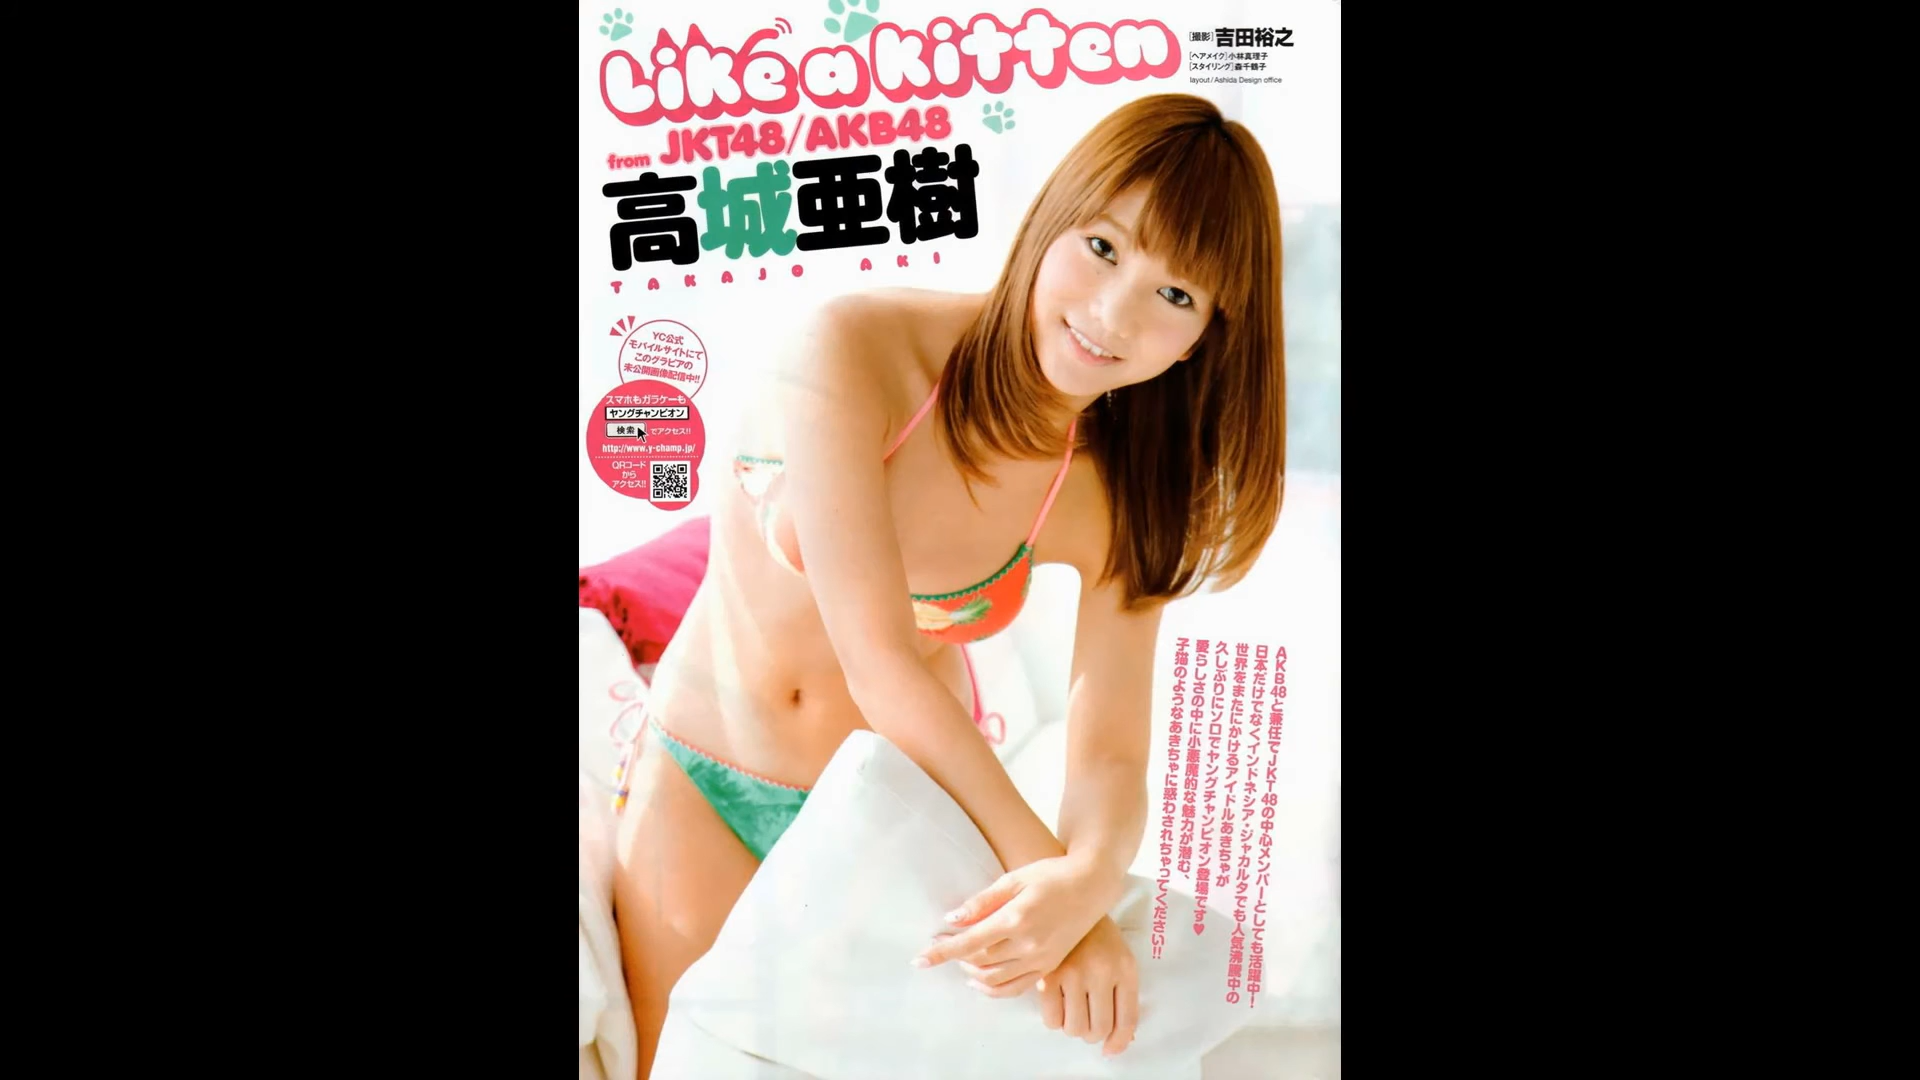 Like a Kitten
from JKT48/AKB48
高城亜樹
TAKAJO AKI
[撮影]吉田裕之
[ヘアメイク]小林真理子
[スタイリング]森千鶴子
layout/Ashida Design office
YC公式
モバイルサイトにて
このグラビアの
未公開画像配信中!!
スマホもガラケーも
ヤングチャンピオン
検索 でアクセス!!
http://www.y-champ.jp/
QRコード
から
アクセス!!
AKB48と兼任でJKT48の中心メンバーとしても活躍中!
日本だけでなくインドネシア・ジャカルタでも人気沸騰中の
世界をまたにかけるアイドルあきちゃが
久しぶりにソロでヤングチャンピオン登場です♥
愛らしさの中に小悪魔的な魅力が潜む、
子猫のようなあきちゃに惑わされちゃってください!!